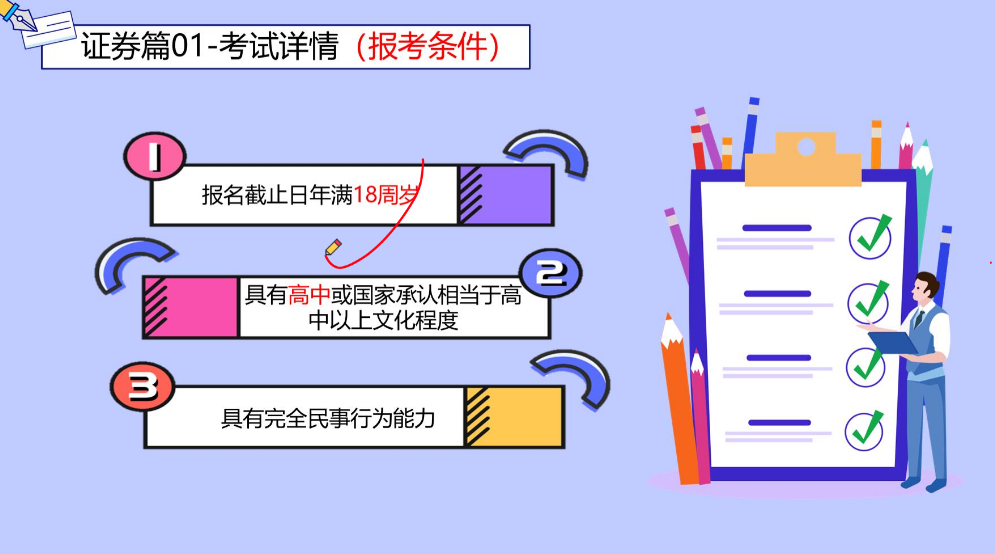 证券篇01-考试详情（报考条件）
1
报名截止日年满18周岁
2
具有高中或国家承认相当于高
中以上文化程度
3
具有完全民事行为能力